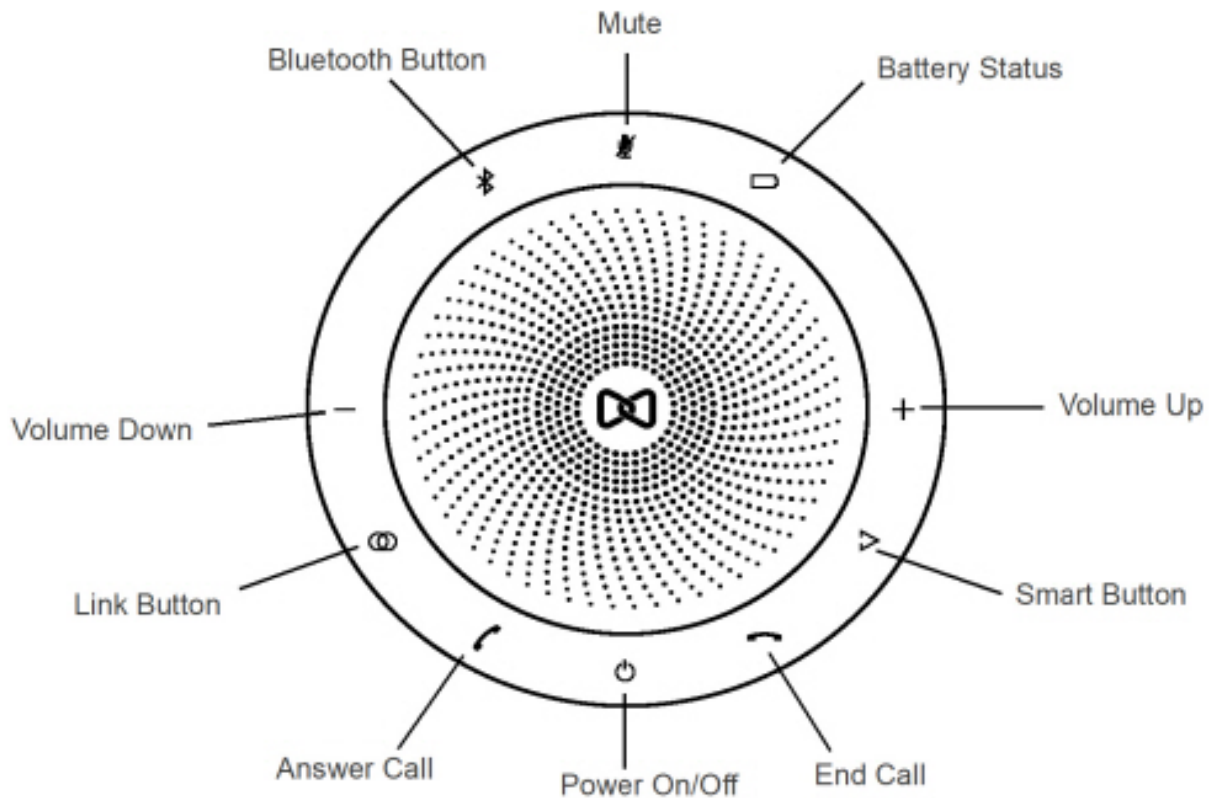 Mute
Bluetooth Button
Battery Status
Volume Down
Volume Up
Link Button
Smart Button
Answer Call
Power On/Off
End Call